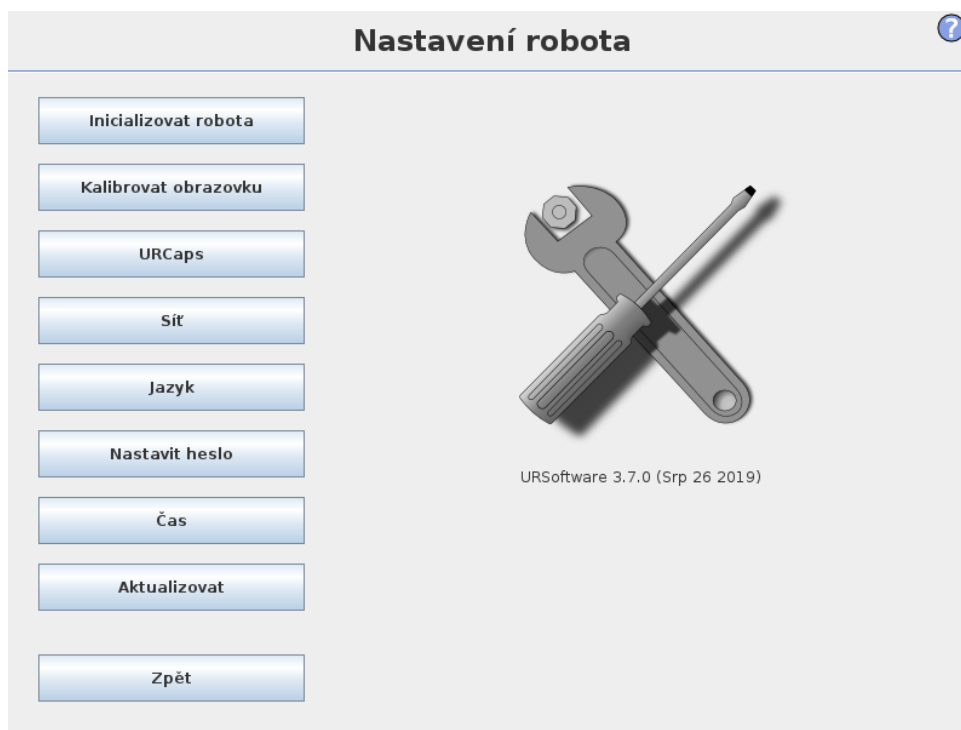 Nastavení robota
?
Inicializovat robota
Kalibrovat obrazovku
URCaps
Síť
Jazyk
Nastavit heslo
Čas
Aktualizovat
Zpět
URSoftware 3.7.0 (Srp 26 2019)